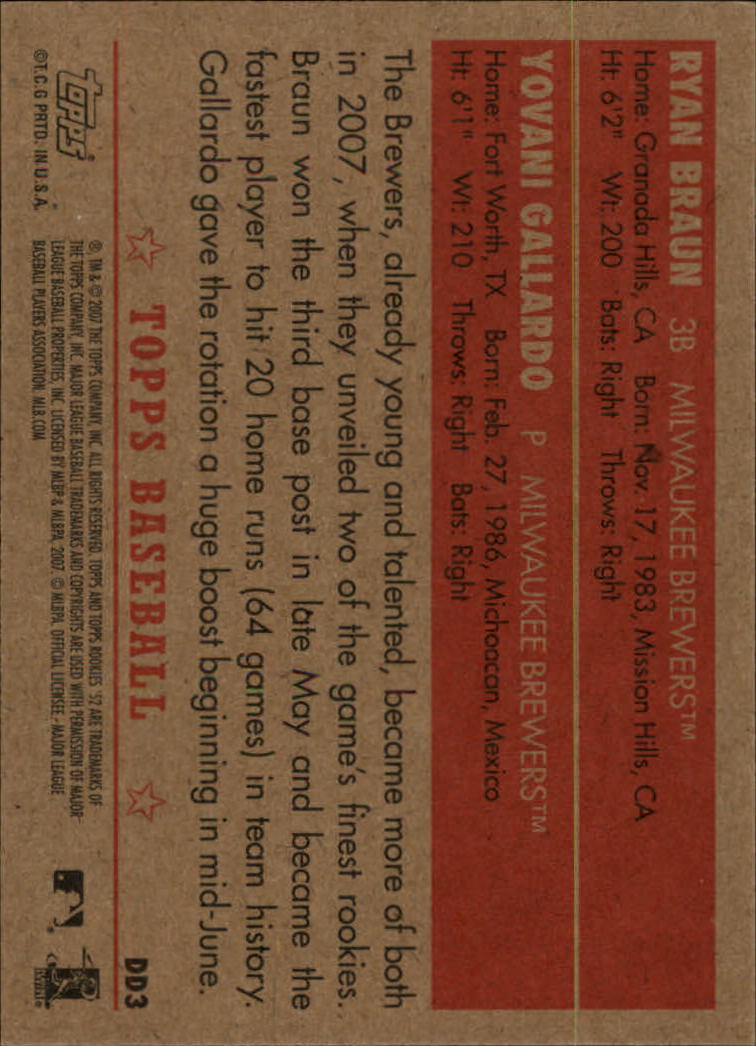 RYAN BRAUN 3B MILWAUKEE BREWERS™
Home: Granada Hills, CA Born: Nov. 17, 1983, Mission Hills, CA
Ht: 6'2" Wt: 200 Bats: Right Throws: Right
YOVANI GALLARDO P MILWAUKEE BREWERS™
Home: Fort Worth, TX Born: Feb. 27, 1986, Michoacan, Mexico
Ht: 6'1" Wt: 210 Throws: Right Bats: Right
The Brewers, already young and talented, became more of both
in 2007, when they unveiled two of the game's finest rookies.
Braun won the third base post in late May and became the
fastest player to hit 20 home runs (64 games) in team history.
Gallardo gave the rotation a huge boost beginning in mid-June.
TOPPS BASEBALL DD3
Topps
©T.C.G PRTD. IN U.S.A.
®, TM & © 2007 THE TOPPS COMPANY, INC. ALL RIGHTS RESERVED. TOPPS AND TOPPS ROOKIES '52 ARE TRADEMARKS OF
THE TOPPS COMPANY, INC. MAJOR LEAGUE BASEBALL TRADEMARKS AND COPYRIGHTS ARE USED WITH PERMISSION OF MAJOR
LEAGUE BASEBALL PROPERTIES, INC. LICENSED BY MLBP & MLBPA, 2007. © MLBPA. OFFICIAL LICENSEE - MAJOR LEAGUE
BASEBALL PLAYERS ASSOCIATION. MLB.COM